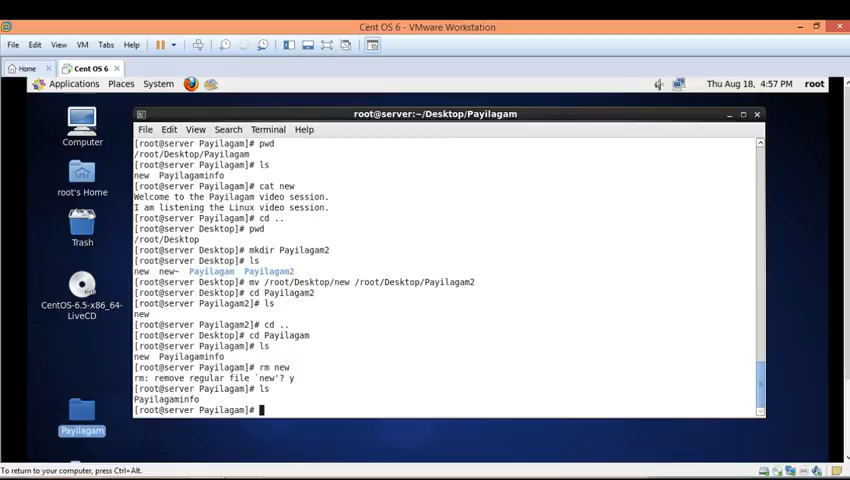 Cent OS 6 - VMware Workstation
File Edit View VM Tabs Help
Home Cent OS 6
Applications Places System Thu Aug 18, 4:57 PM root
root@server:~/Desktop/Payilagam
File Edit View Search Terminal Help
[root@server Payilagam]# pwd
/root/Desktop/Payilagam
[root@server Payilagam]# ls
new Payilagaminfo
[root@server Payilagam]# cat new
Welcome to the Payilagam video session.
I am listening the Linux video session.
[root@server Payilagam]# cd ..
[root@server Desktop]# pwd
/root/Desktop
[root@server Desktop]# mkdir Payilagam2
[root@server Desktop]# ls
new new~ Payilagam Payilagam2
[root@server Desktop]# mv /root/Desktop/new /root/Desktop/Payilagam2
[root@server Desktop]# cd Payilagam2
[root@server Payilagam2]# ls
new
[root@server Payilagam2]# cd ..
[root@server Desktop]# cd Payilagam
[root@server Payilagam]# ls
new Payilagaminfo
[root@server Payilagam]# rm new
rm: remove regular file `new'? y
[root@server Payilagam]# ls
Payilagaminfo
[root@server Payilagam]#
Computer
root's Home
Trash
CentOS-6.5-x86_64-
LiveCD
Payilagam
To return to your computer, press Ctrl+Alt.